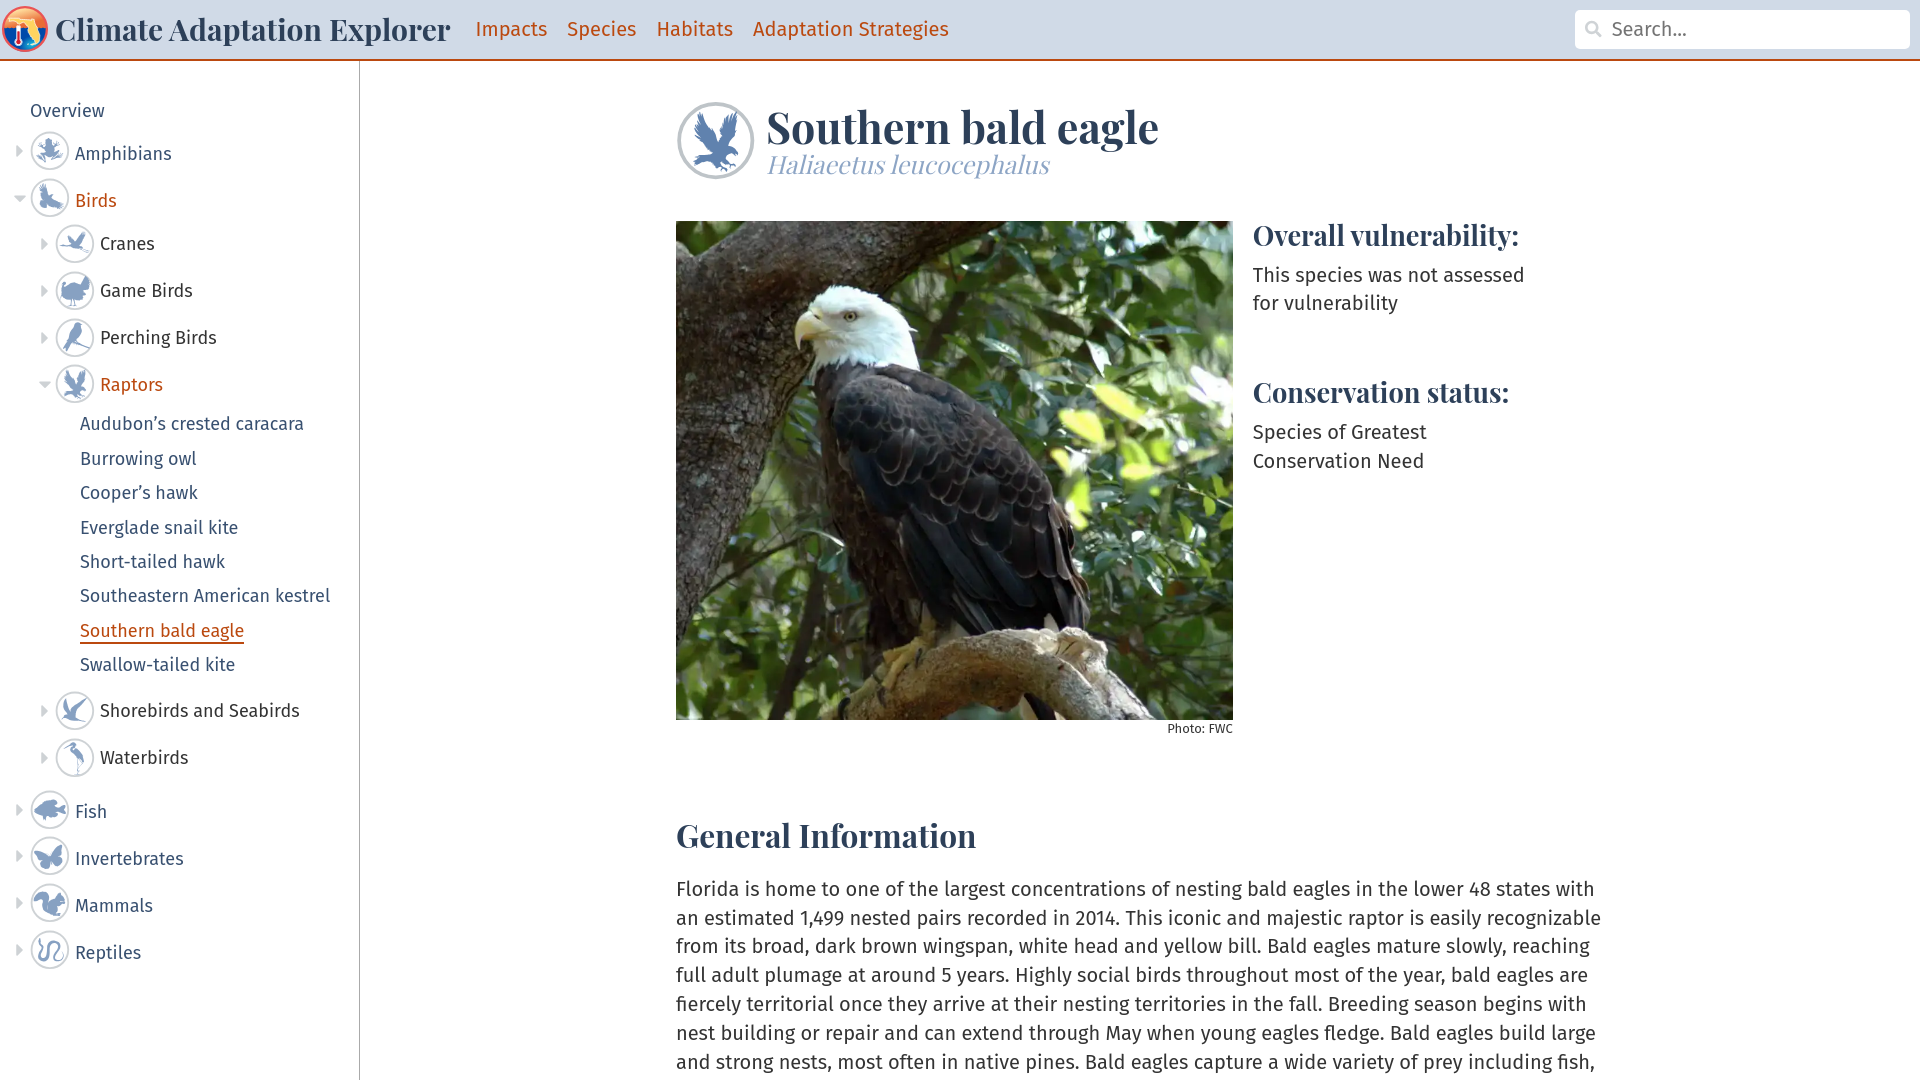 Climate Adaptation Explorer
Impacts Species Habitats Adaptation Strategies
Search...
Overview
Amphibians
Birds
Cranes
Game Birds
Perching Birds
Raptors
Audubon’s crested caracara
Burrowing owl
Cooper’s hawk
Everglade snail kite
Short-tailed hawk
Southeastern American kestrel
Southern bald eagle
Swallow-tailed kite
Shorebirds and Seabirds
Waterbirds
Fish
Invertebrates
Mammals
Reptiles
Southern bald eagle
Haliaeetus leucocephalus
Overall vulnerability:
This species was not assessed
for vulnerability
Conservation status:
Species of Greatest
Conservation Need
Photo: FWC
General Information
Florida is home to one of the largest concentrations of nesting bald eagles in the lower 48 states with
an estimated 1,499 nested pairs recorded in 2014. This iconic and majestic raptor is easily recognizable
from its broad, dark brown wingspan, white head and yellow bill. Bald eagles mature slowly, reaching
full adult plumage at around 5 years. Highly social birds throughout most of the year, bald eagles are
fiercely territorial once they arrive at their nesting territories in the fall. Breeding season begins with
nest building or repair and can extend through May when young eagles fledge. Bald eagles build large
and strong nests, most often in native pines. Bald eagles capture a wide variety of prey including fish,